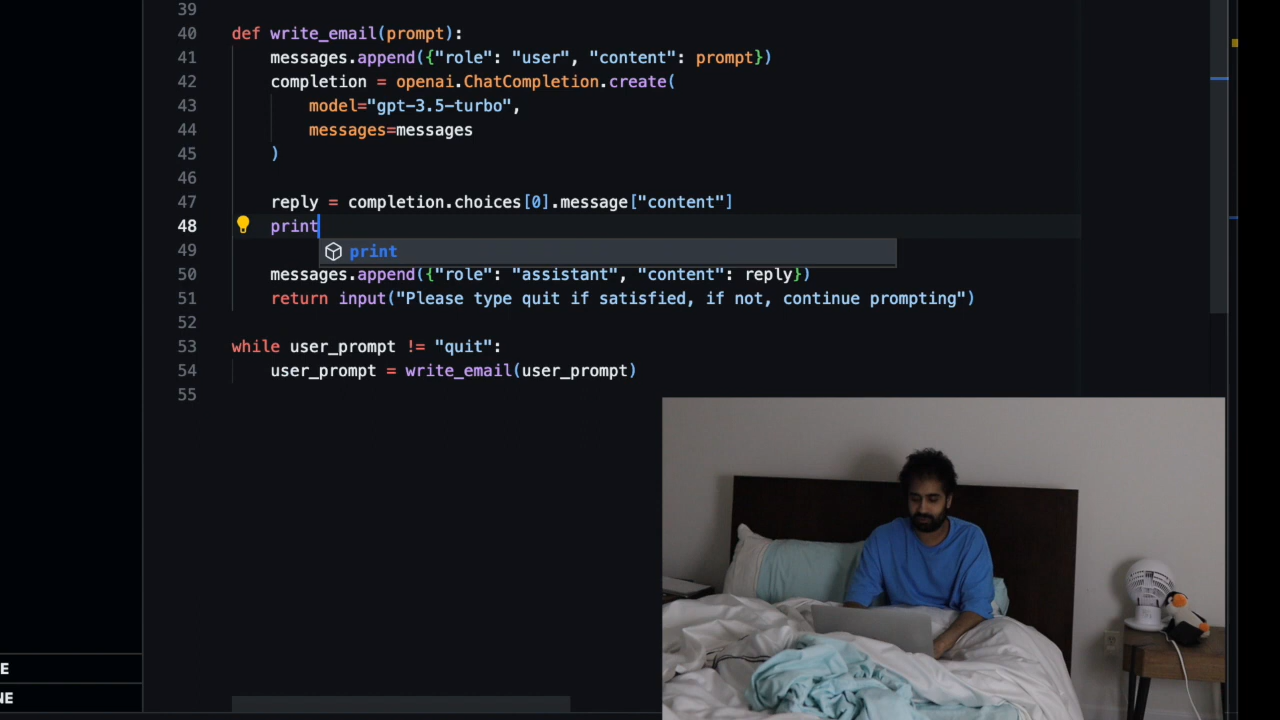 39
40 def write_email(prompt):
41 messages.append({"role": "user", "content": prompt})
42 completion = openai.ChatCompletion.create(
43 model="gpt-3.5-turbo",
44 messages=messages
45 )
46
47 reply = completion.choices[0].message["content"]
48 print
49 print
50 messages.append({"role": "assistant", "content": reply})
51 return input("Please type quit if satisfied, if not, continue prompting")
52
53 while user_prompt != "quit":
54 user_prompt = write_email(user_prompt)
55
E
NE